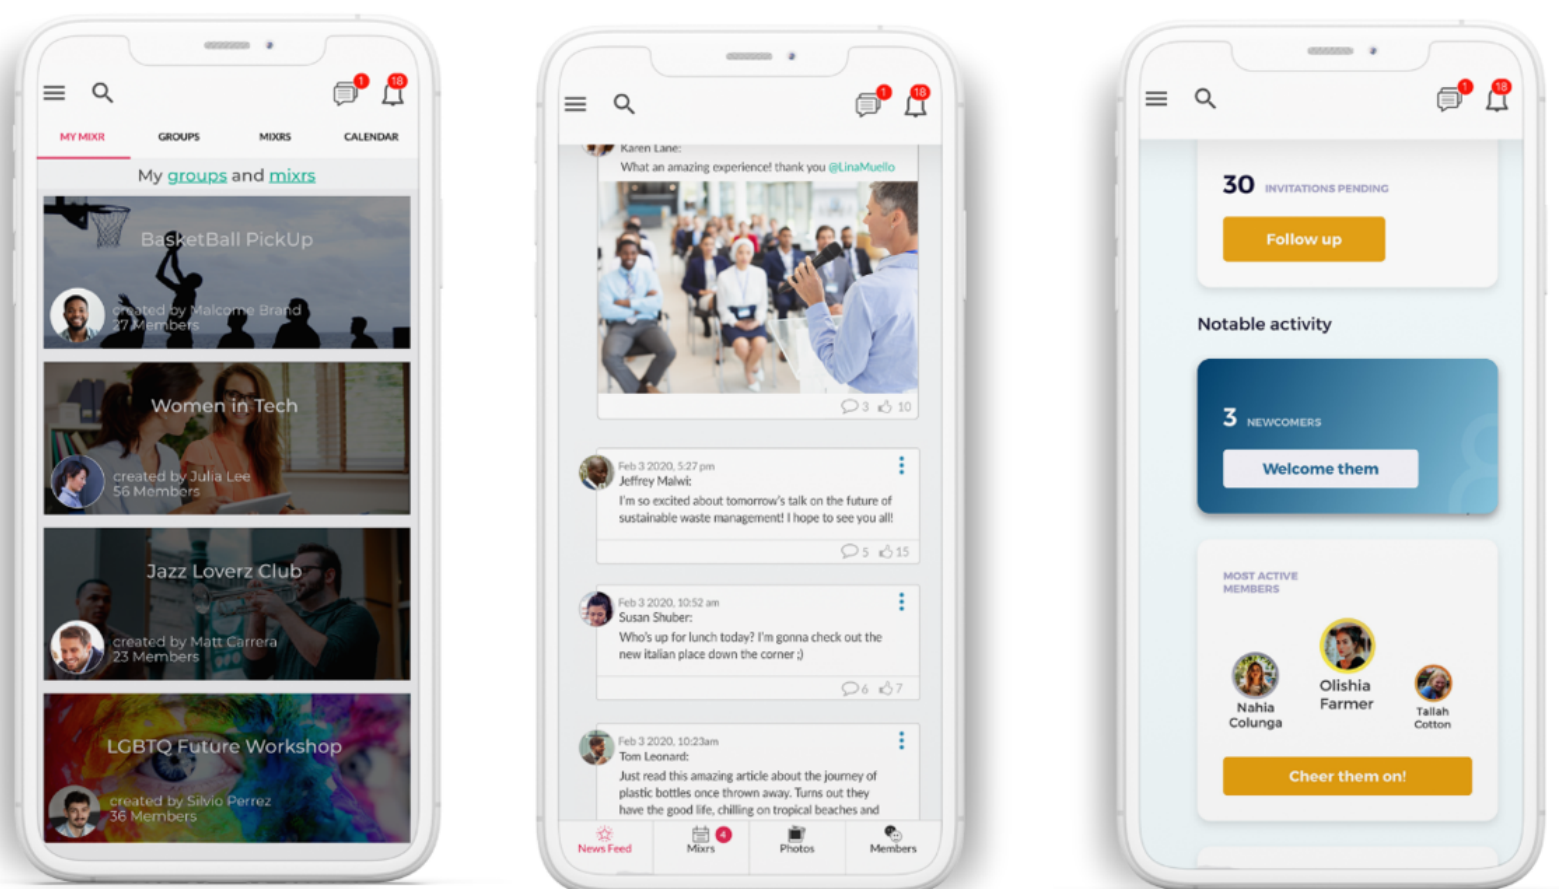 1
18
MY MIXR
GROUPS
MIXRS
CALENDAR
My groups and mixrs
BasketBall PickUp
created by Malcome Brand
27 Members
Women in Tech
created by Julia Lee
56 Members
Jazz Loverz Club
created by Matt Carrera
23 Members
LGBTQ Future Workshop
created by Silvio Perrez
36 Members
1
18
Karen Lane:
What an amazing experience! thank you @LinaMuello
3
10
Feb 3 2020, 5:27 pm
Jeffrey Malwi:
I'm so excited about tomorrow's talk on the future of
sustainable waste management! I hope to see you all!
5
15
Feb 3 2020, 10:52 am
Susan Shuber:
Who's up for lunch today? I'm gonna check out the
new italian place down the corner ;)
6
7
Feb 3 2020, 10:23am
Tom Leonard:
Just read this amazing article about the journey of
plastic bottles once thrown away. Turns out they
have the good life, chilling on tropical beaches and
News Feed
4
Mixrs
Photos
Members
1
18
30 INVITATIONS PENDING
Follow up
Notable activity
3 NEWCOMERS
Welcome them
8
MOST ACTIVE
MEMBERS
Nahia
Colunga
Olishia
Farmer
Tallah
Cotton
Cheer them on!